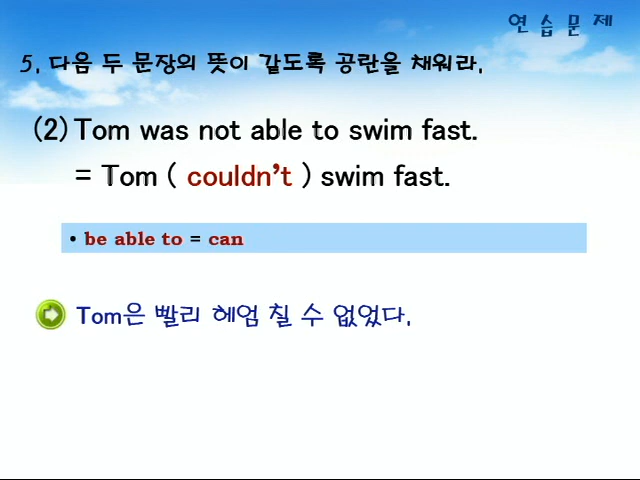 연 습 문 제
5. 다음 두 문장의 뜻이 같도록 공란을 채워라.
(2) Tom was not able to swim fast.
= Tom ( couldn’t ) swim fast.
• be able to = can
Tom은 빨리 헤엄 칠 수 없었다.